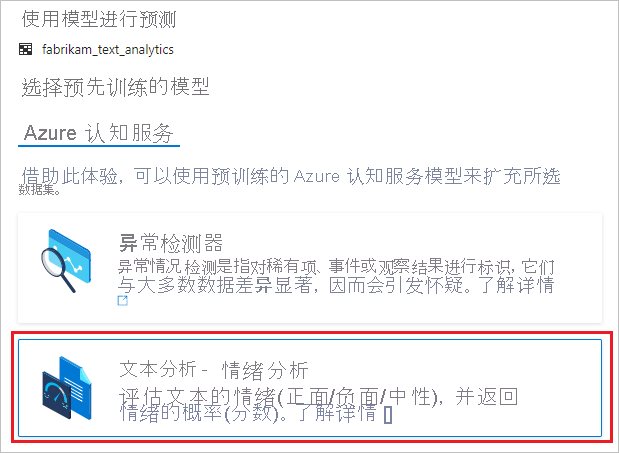 使用模型进行预测
fabrikam_text_analytics
选择预先训练的模型
Azure 认知服务
借助此体验, 可以使用预训练的 Azure 认知服务模型来扩充所选
数据集。
异常检测器
异常情况检测是指对稀有项、事件或观察结果进行标识, 它们
与大多数数据差异显著, 因而会引发怀疑。了解详情
文本分析 - 情绪分析
评估文本的情绪(正面/负面/中性), 并返回
情绪的概率(分数)。了解详情 []